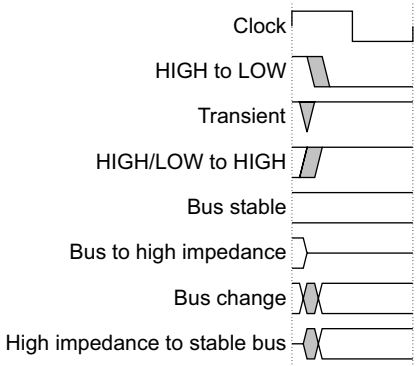 Clock
HIGH to LOW
Transient
HIGH/LOW to HIGH
Bus stable
Bus to high impedance
Bus change
High impedance to stable bus